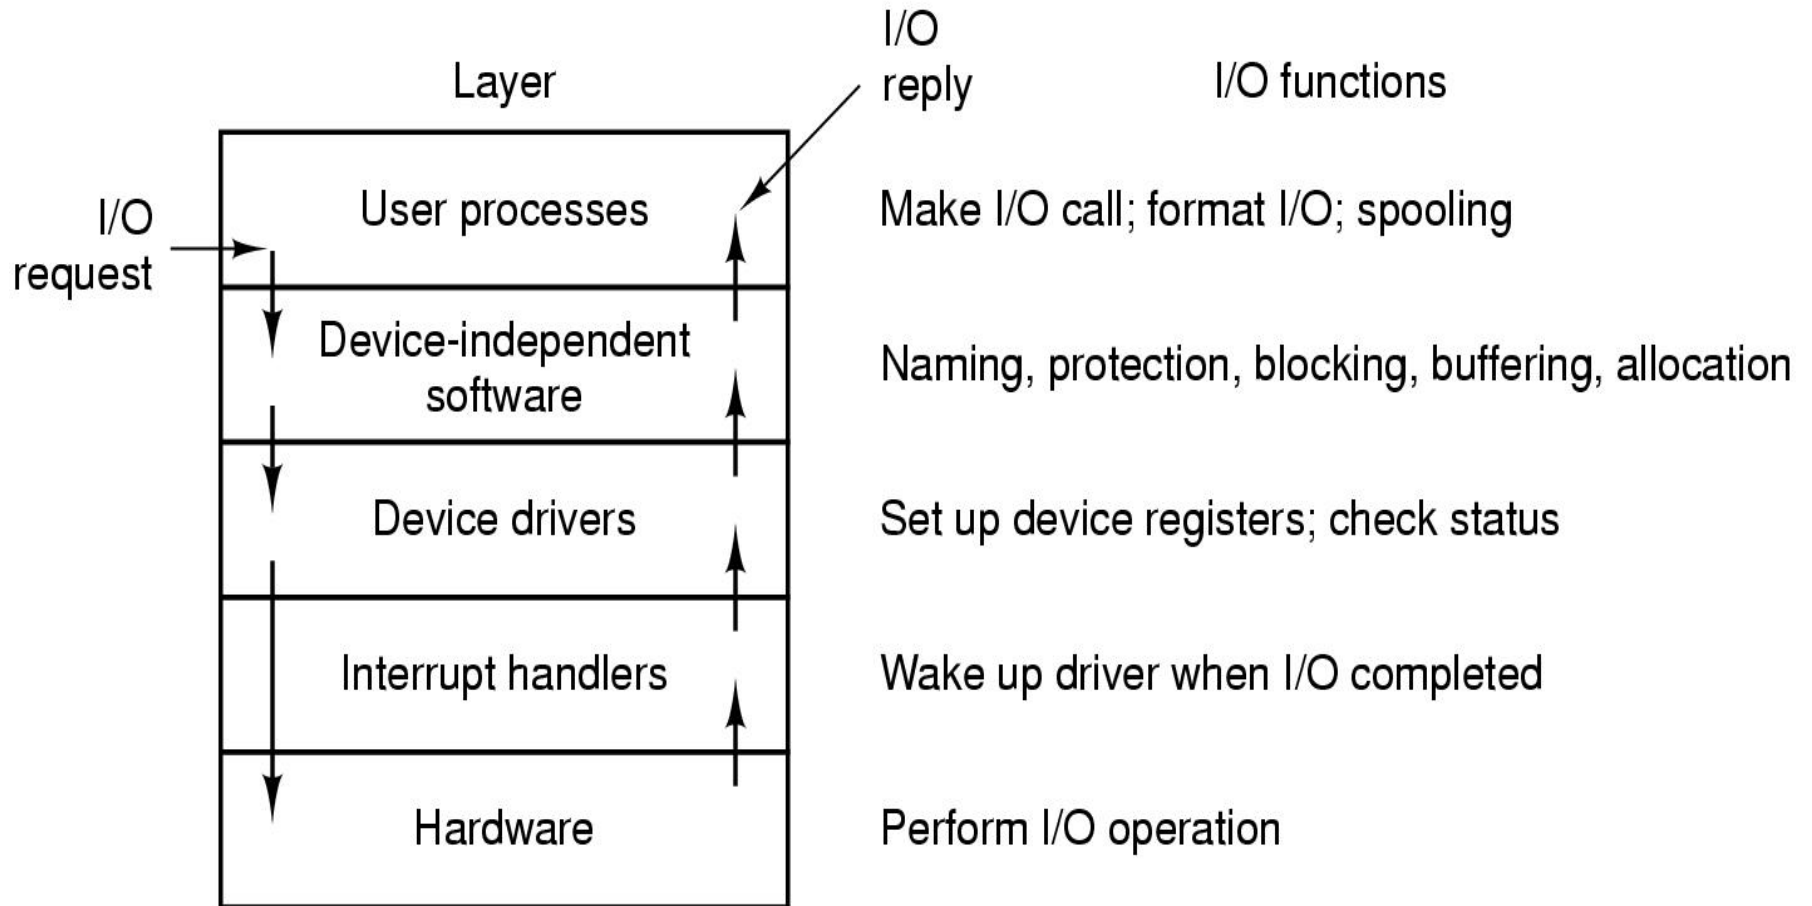 I/O
reply
Layer
I/O functions
I/O
request
User processes
Make I/O call; format I/O; spooling
Device-independent
software
Naming, protection, blocking, buffering, allocation
Device drivers
Set up device registers; check status
Interrupt handlers
Wake up driver when I/O completed
Hardware
Perform I/O operation